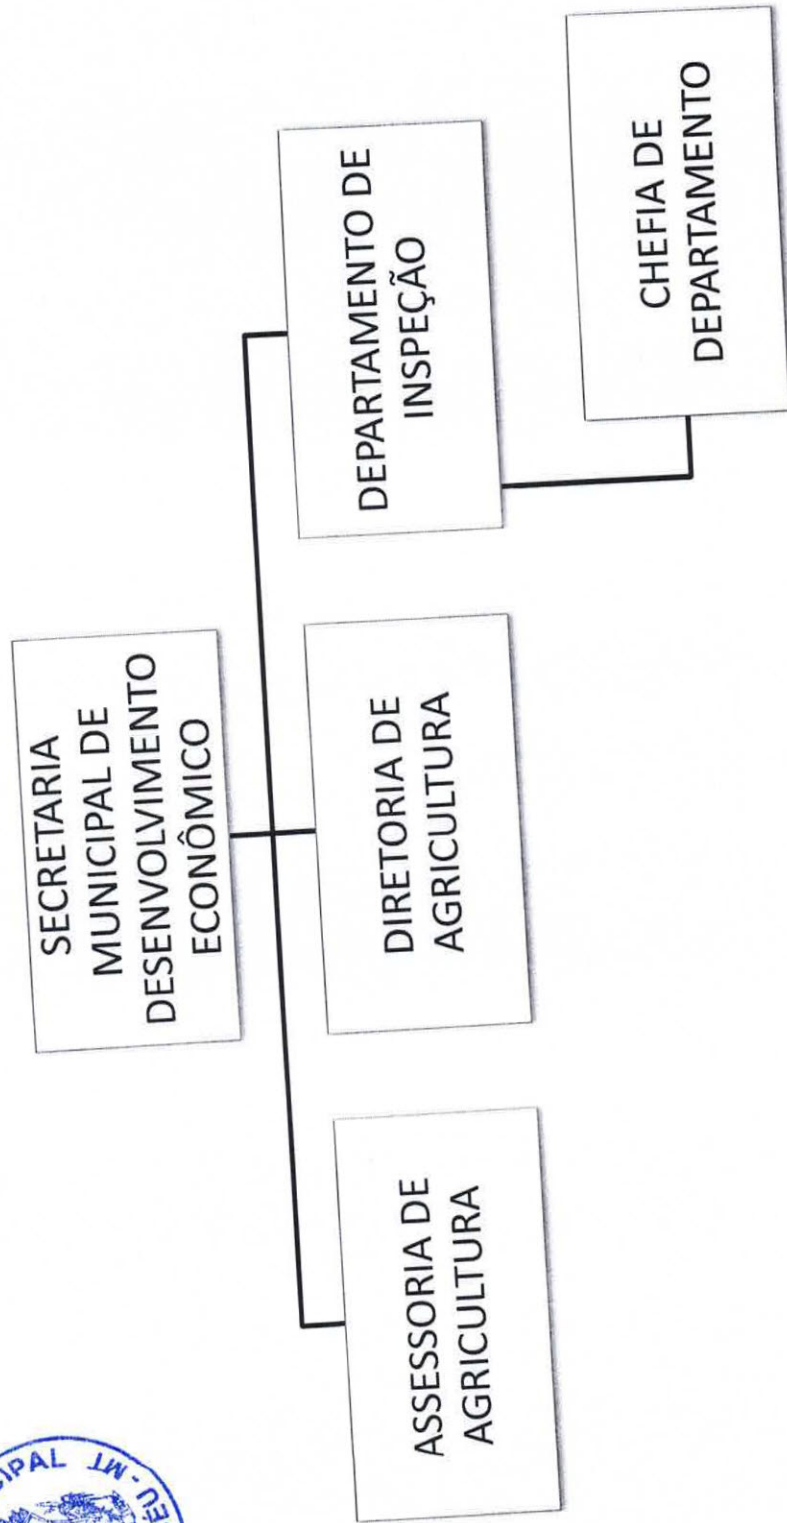 SECRETARIA
MUNICIPAL DE
DESENVOLVIMENTO
ECONÔMICO
ASSESSORIA DE
AGRICULTURA
DIRETORIA DE
AGRICULTURA
DEPARTAMENTO DE
INSPEÇÃO
CHEFIA DE
DEPARTAMENTO